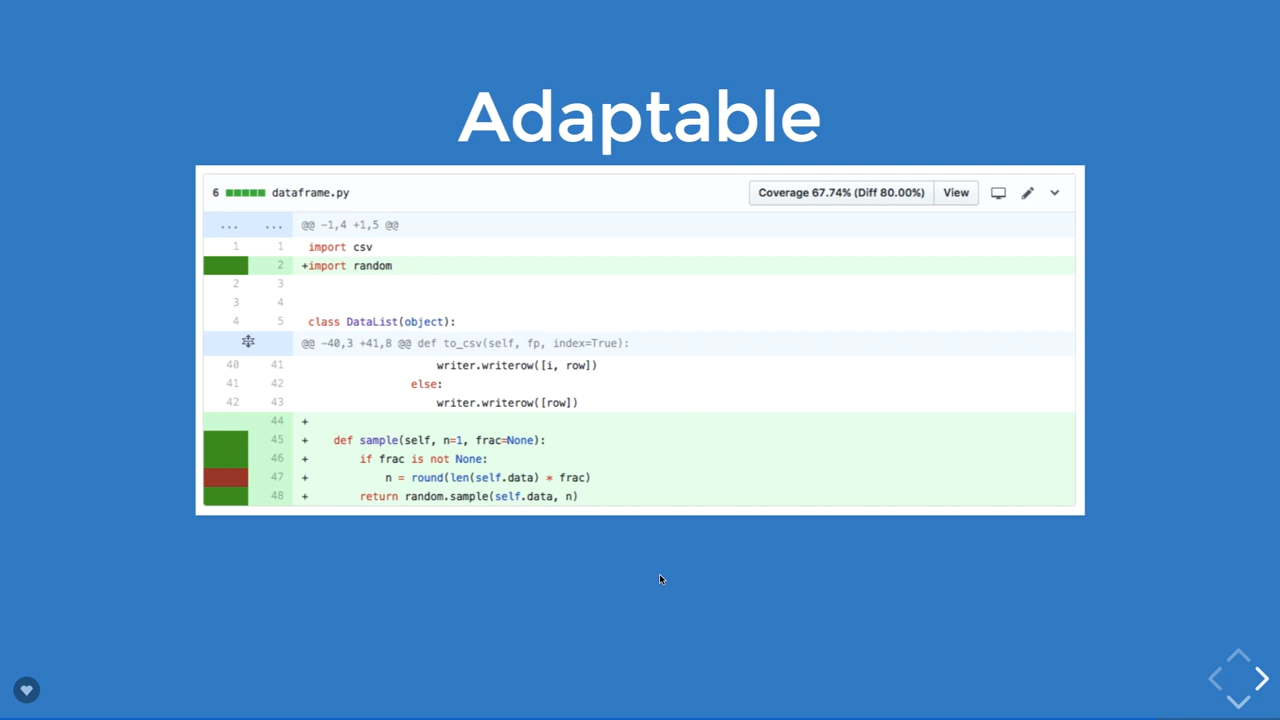 Adaptable
6 dataframe.py Coverage 67.74% (Diff 80.00%) View
... ... @@ -1,4 +1,5 @@
1 1 import csv
2 +import random
2 3
3 4
4 5 class DataList(object):
@@ -40,3 +41,8 @@ def to_csv(self, fp, index=True):
40 41 writer.writerow([i, row])
41 42 else:
42 43 writer.writerow([row])
44 +
45 + def sample(self, n=1, frac=None):
46 + if frac is not None:
47 + n = round(len(self.data) * frac)
48 + return random.sample(self.data, n)